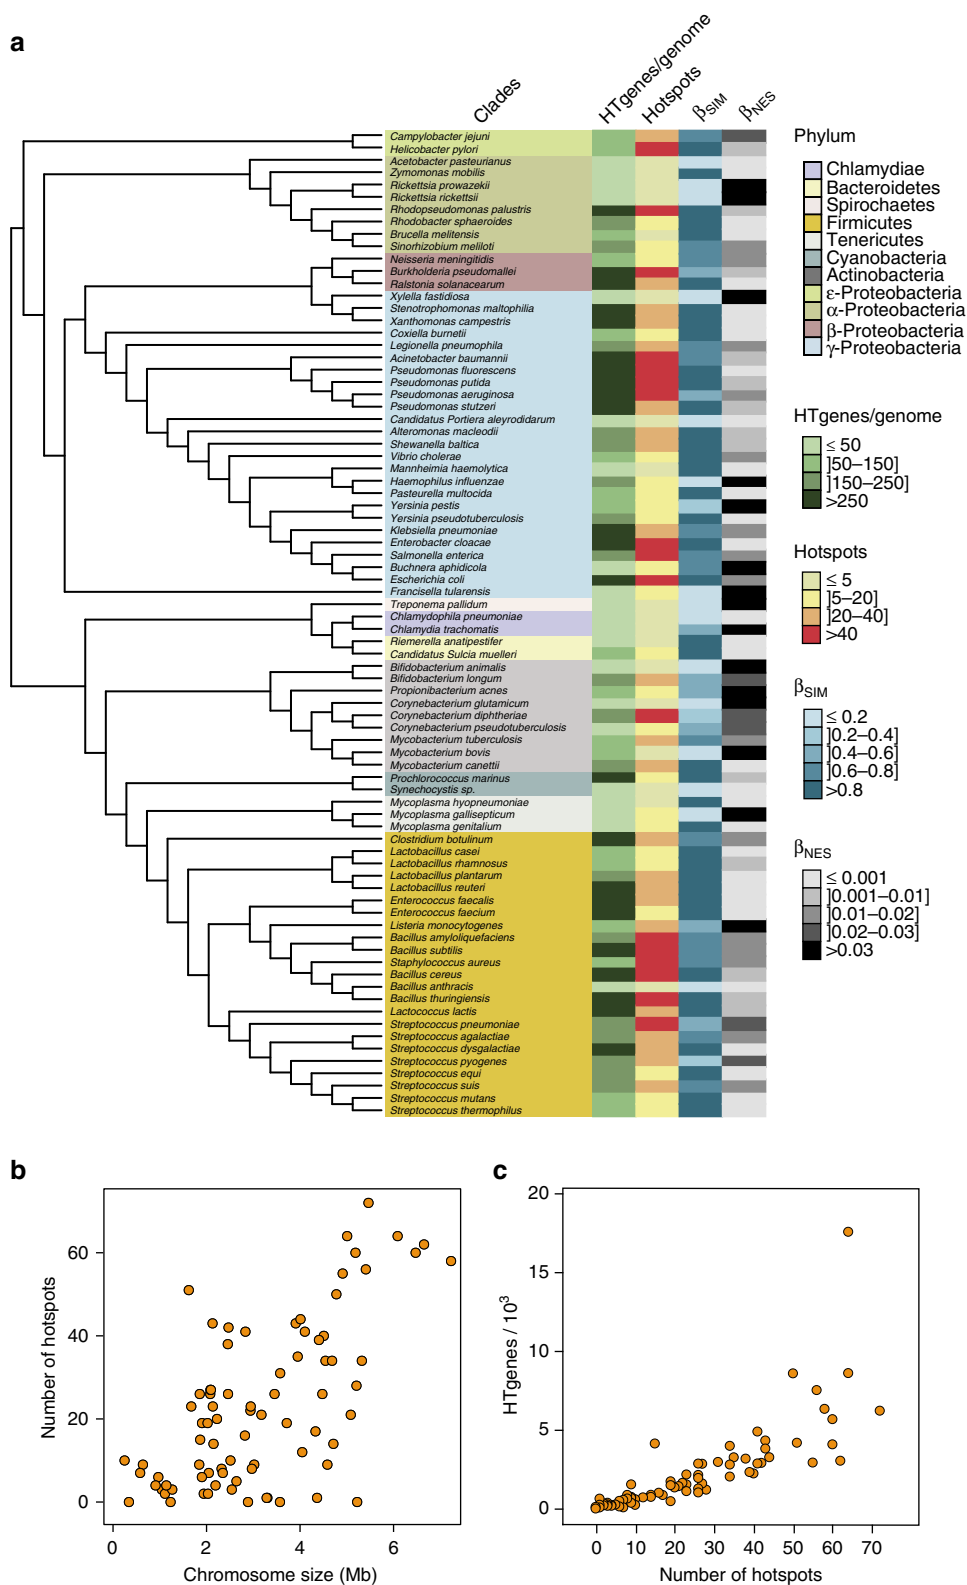 a
Clades
HTgenes/genome
Hotspots
βSIM
βNES
Campylobacter jejuni
Helicobacter pylori
Acetobacter pasteurianus
Zymomonas mobilis
Rickettsia prowazekii
Rickettsia rickettsii
Rhodopseudomonas palustris
Rhodobacter sphaeroides
Brucella melitensis
Sinorhizobium meliloti
Neisseria meningitidis
Burkholderia pseudomallei
Ralstonia solanacearum
Xylella fastidiosa
Stenotrophomonas maltophilia
Xanthomonas campestris
Coxiella burnetii
Legionella pneumophila
Acinetobacter baumannii
Pseudomonas fluorescens
Pseudomonas putida
Pseudomonas aeruginosa
Pseudomonas stutzeri
Candidatus Portiera aleyrodidarum
Alteromonas macleodii
Shewanella baltica
Vibrio cholerae
Mannheimia haemolytica
Haemophilus influenzae
Pasteurella multocida
Yersinia pestis
Yersinia pseudotuberculosis
Klebsiella pneumoniae
Enterobacter cloacae
Salmonella enterica
Buchnera aphidicola
Escherichia coli
Francisella tularensis
Treponema pallidum
Chlamydophila pneumoniae
Chlamydia trachomatis
Riemerella anatipestifer
Candidatus Sulcia muelleri
Bifidobacterium animalis
Bifidobacterium longum
Propionibacterium acnes
Corynebacterium glutamicum
Corynebacterium diphtheriae
Corynebacterium pseudotuberculosis
Mycobacterium tuberculosis
Mycobacterium bovis
Mycobacterium canettii
Prochlorococcus marinus
Synechocystis sp.
Mycoplasma hyopneumoniae
Mycoplasma gallisepticum
Mycoplasma genitalium
Clostridium botulinum
Lactobacillus casei
Lactobacillus rhamnosus
Lactobacillus plantarum
Lactobacillus reuteri
Enterococcus faecalis
Enterococcus faecium
Listeria monocytogenes
Bacillus amyloliquefaciens
Bacillus subtilis
Staphylococcus aureus
Bacillus cereus
Bacillus anthracis
Bacillus thuringiensis
Lactococcus lactis
Streptococcus pneumoniae
Streptococcus agalactiae
Streptococcus dysgalactiae
Streptococcus pyogenes
Streptococcus equi
Streptococcus suis
Streptococcus mutans
Streptococcus thermophilus
Phylum
Chlamydiae
Bacteroidetes
Spirochaetes
Firmicutes
Tenericutes
Cyanobacteria
Actinobacteria
ε-Proteobacteria
α-Proteobacteria
β-Proteobacteria
γ-Proteobacteria
HTgenes/genome
≤ 50
]50–150]
]150–250]
>250
Hotspots
≤ 5
]5–20]
]20–40]
>40
βSIM
≤ 0.2
]0.2–0.4]
]0.4–0.6]
]0.6–0.8]
>0.8
βNES
≤ 0.001
]0.001–0.01]
]0.01–0.02]
]0.02–0.03]
>0.03
b
Number of hotspots
60
40
20
0
0 2 4 6
Chromosome size (Mb)
c
HTgenes / 10³
20
15
10
5
0
0 10 20 30 40 50 60 70
Number of hotspots